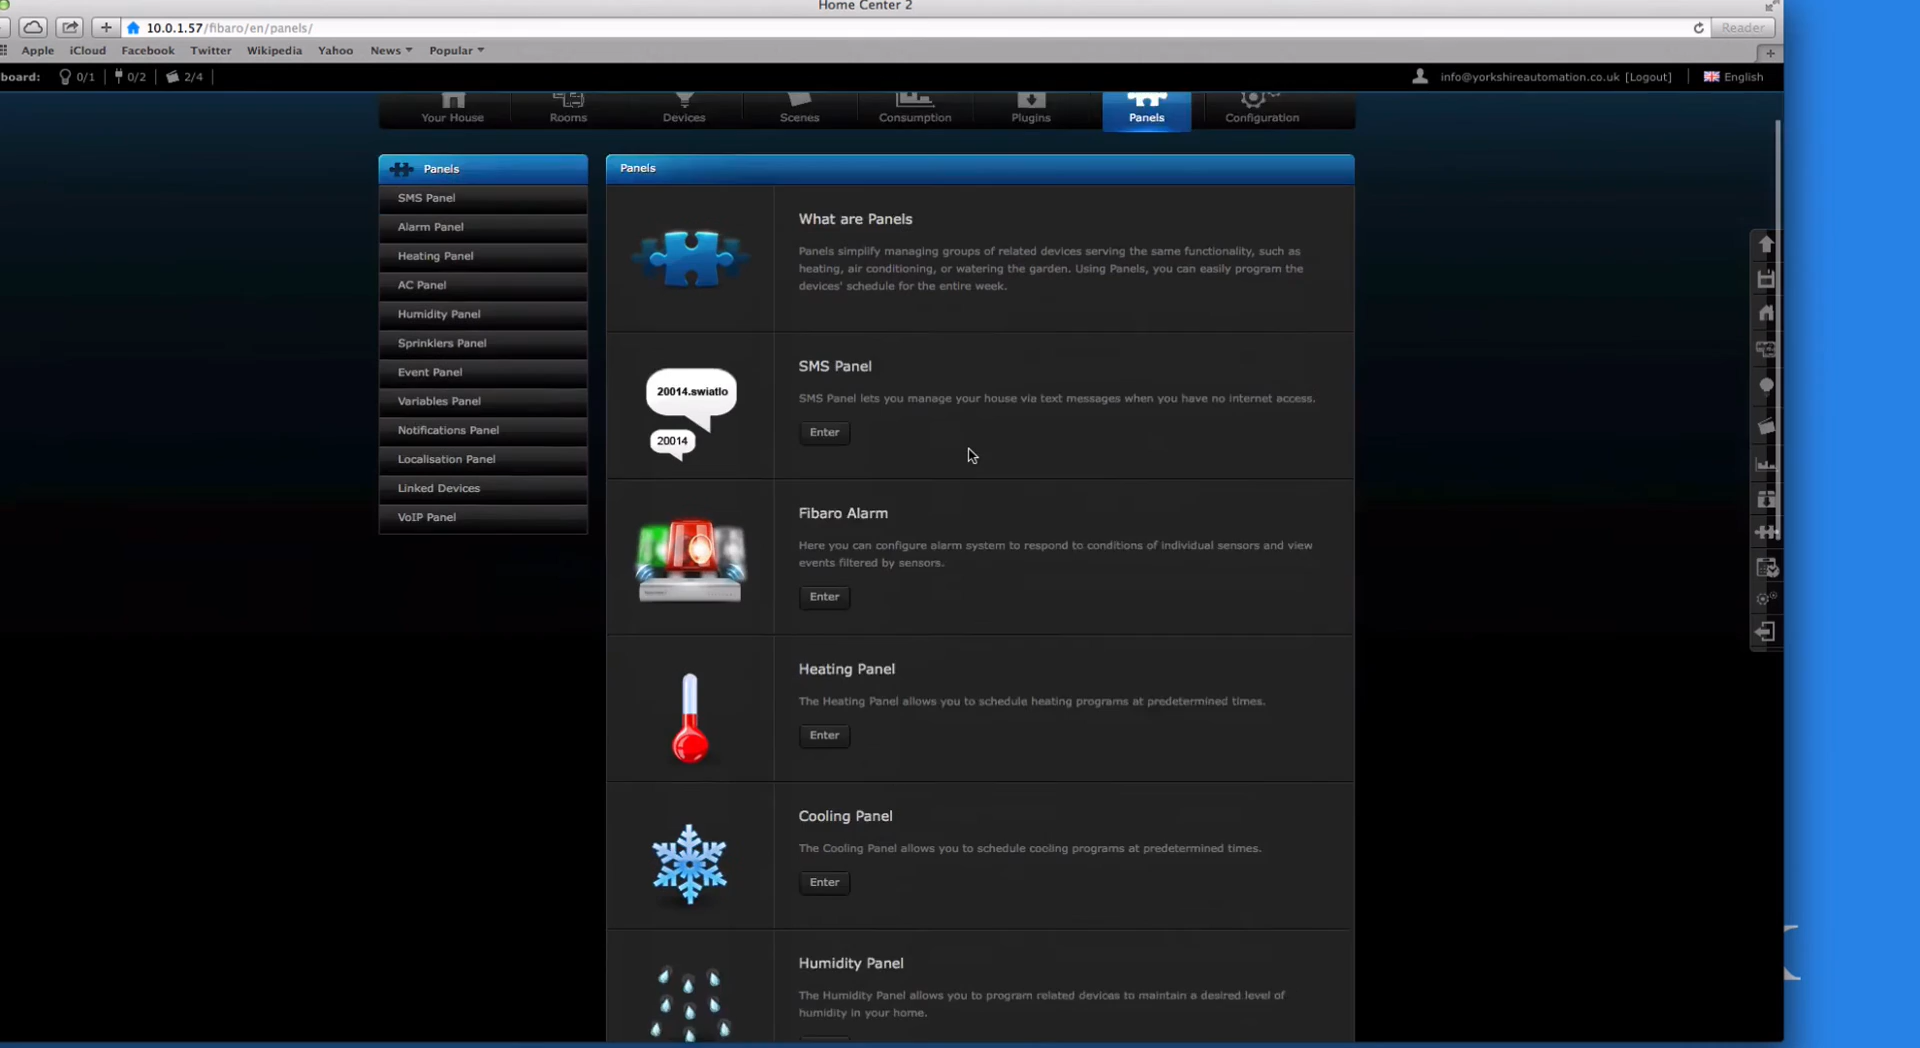 Home Center 2
10.0.1.57/fibaro/en/panels/
Reader
Apple iCloud Facebook Twitter Wikipedia Yahoo News Popular
board: 0/1 0/2 2/4
info@yorkshireautomation.co.uk [Logout] English
Your House Rooms Devices Scenes Consumption Plugins Panels Configuration
Panels
SMS Panel
Alarm Panel
Heating Panel
AC Panel
Humidity Panel
Sprinklers Panel
Event Panel
Variables Panel
Notifications Panel
Localisation Panel
Linked Devices
VoIP Panel
Panels
What are Panels
Panels simplify managing groups of related devices serving the same functionality, such as
heating, air conditioning, or watering the garden. Using Panels, you can easily program the
devices' schedule for the entire week.
20014.swiatlo
20014
SMS Panel
SMS Panel lets you manage your house via text messages when you have no internet access.
Enter
Fibaro Alarm
Here you can configure alarm system to respond to conditions of individual sensors and view
events filtered by sensors.
Enter
Heating Panel
The Heating Panel allows you to schedule heating programs at predetermined times.
Enter
Cooling Panel
The Cooling Panel allows you to schedule cooling programs at predetermined times.
Enter
Humidity Panel
The Humidity Panel allows you to program related devices to maintain a desired level of
humidity in your home.